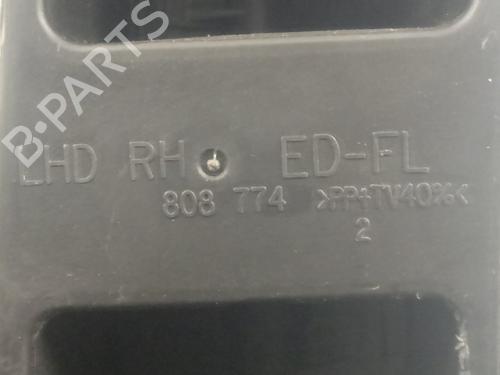 B-PARTS
LHD RH ED-FL
808 774 >PP+TV40%<
2